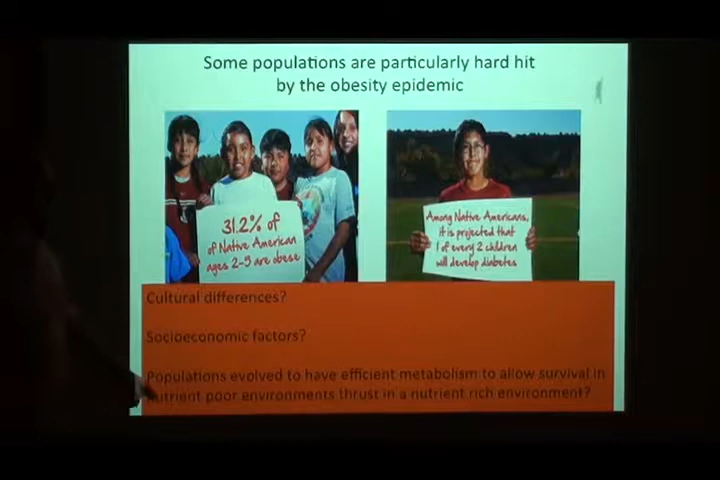 Some populations are particularly hard hit
by the obesity epidemic
31.2% of
of Native American
ages 2-5 are obese
Among Native Americans,
it is projected that
1 of every 2 children
will develop diabetes
Cultural differences?
Socioeconomic factors?
Populations evolved to have efficient metabolism to allow survival in
nutrient poor environments thrust in a nutrient rich environment?